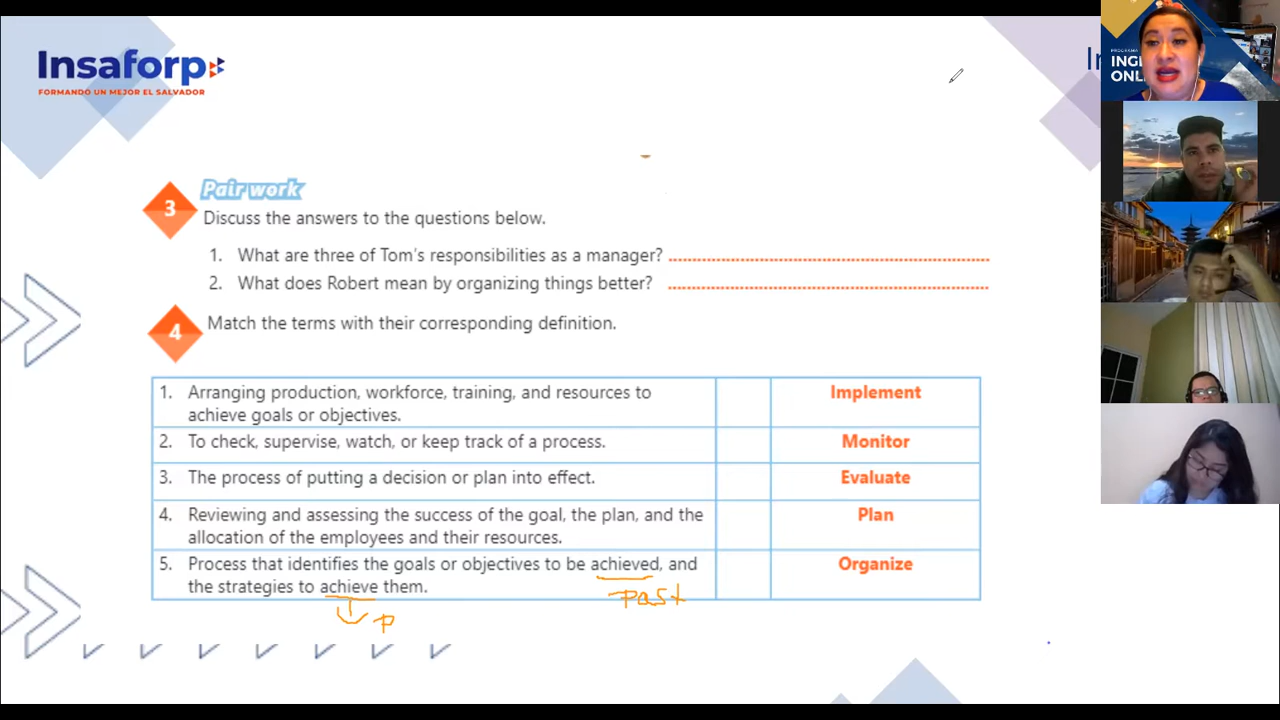 Insaforp
FORMANDO UN MEJOR EL SALVADOR
PROGRAMA
3
Pair work
Discuss the answers to the questions below.
1. What are three of Tom's responsibilities as a manager?
2. What does Robert mean by organizing things better?
4
Match the terms with their corresponding definition.
1. Arranging production, workforce, training, and resources to
achieve goals or objectives.
Implement
2. To check, supervise, watch, or keep track of a process.
Monitor
3. The process of putting a decision or plan into effect.
Evaluate
4. Reviewing and assessing the success of the goal, the plan, and the
allocation of the employees and their resources.
Plan
5. Process that identifies the goals or objectives to be achieved, and
the strategies to achieve them.
Organize
past
p